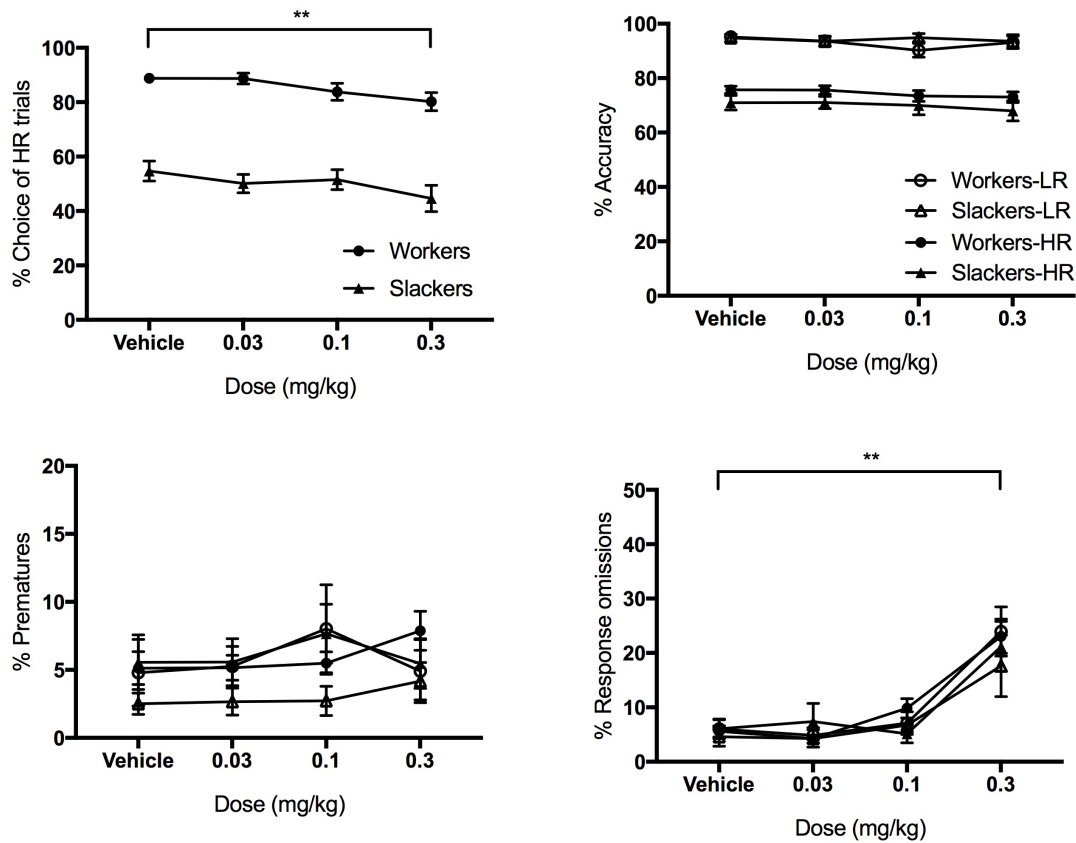 **
% Choice of HR trials
100
80
60
40
20
0
Workers
Slackers
Vehicle 0.03 0.1 0.3
Dose (mg/kg)
% Accuracy
100
80
60
40
20
0
Workers-LR
Slackers-LR
Workers-HR
Slackers-HR
Vehicle 0.03 0.1 0.3
Dose (mg/kg)
% Prematures
20
15
10
5
0
Vehicle 0.03 0.1 0.3
Dose (mg/kg)
**
% Response omissions
50
40
30
20
10
0
Vehicle 0.03 0.1 0.3
Dose (mg/kg)